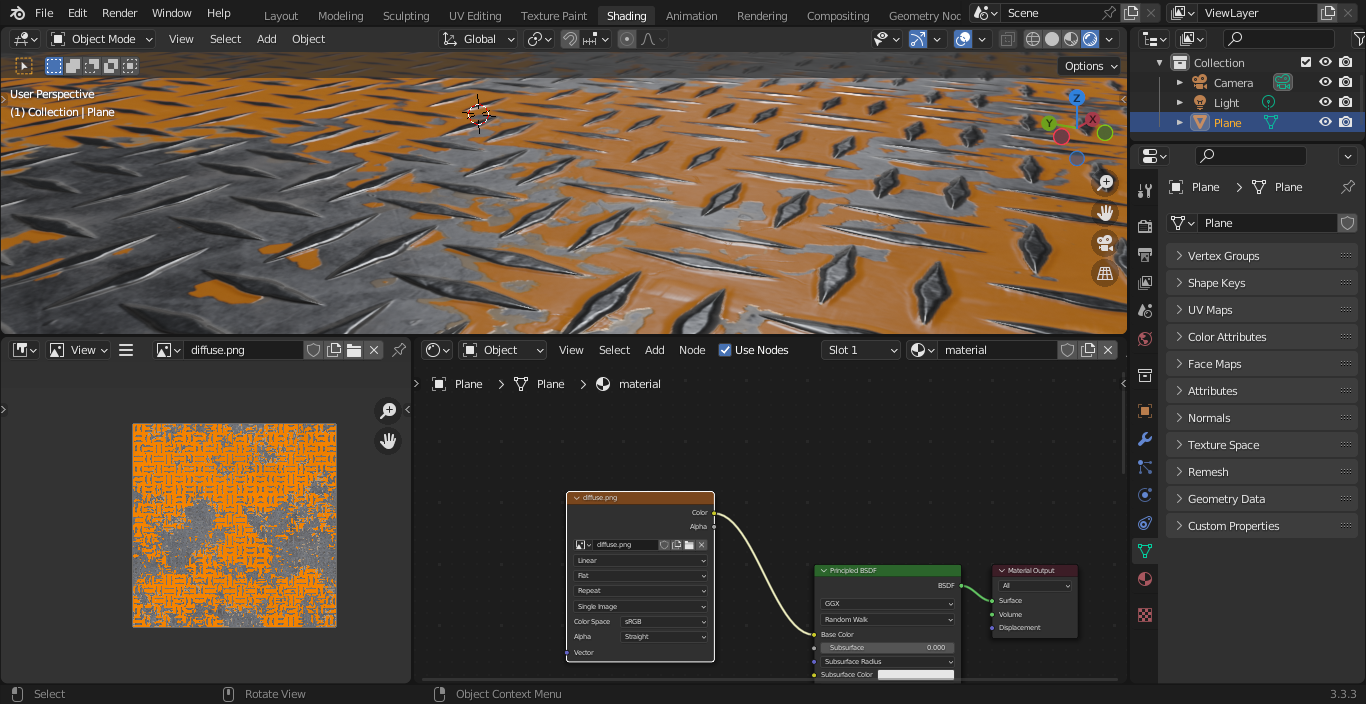 File Edit Render Window Help
Layout Modeling Sculpting UV Editing Texture Paint Shading Animation Rendering Compositing Geometry Noc
Scene ViewLayer
Object Mode View Select Add Object Global
Options
User Perspective
(1) Collection | Plane
Z
Y
X
Collection
Camera
Light
Plane
Plane > Plane
Plane
Vertex Groups
Shape Keys
UV Maps
Color Attributes
Face Maps
Attributes
Normals
Texture Space
Remesh
Geometry Data
Custom Properties
View diffuse.png
Object View Select Add Node Use Nodes Slot 1 material
Plane > Plane > material
diffuse.png
Color
Alpha
diffuse.png
Linear
Flat
Repeat
Single Image
Color Space sRGB
Alpha Straight
Vector
Principled BSDF
BSDF
GGX
Random Walk
Base Color
Subsurface 0.000
Subsurface Radius
Subsurface Color
Material Output
All
Surface
Volume
Displacement
Select Rotate View Object Context Menu 3.3.3